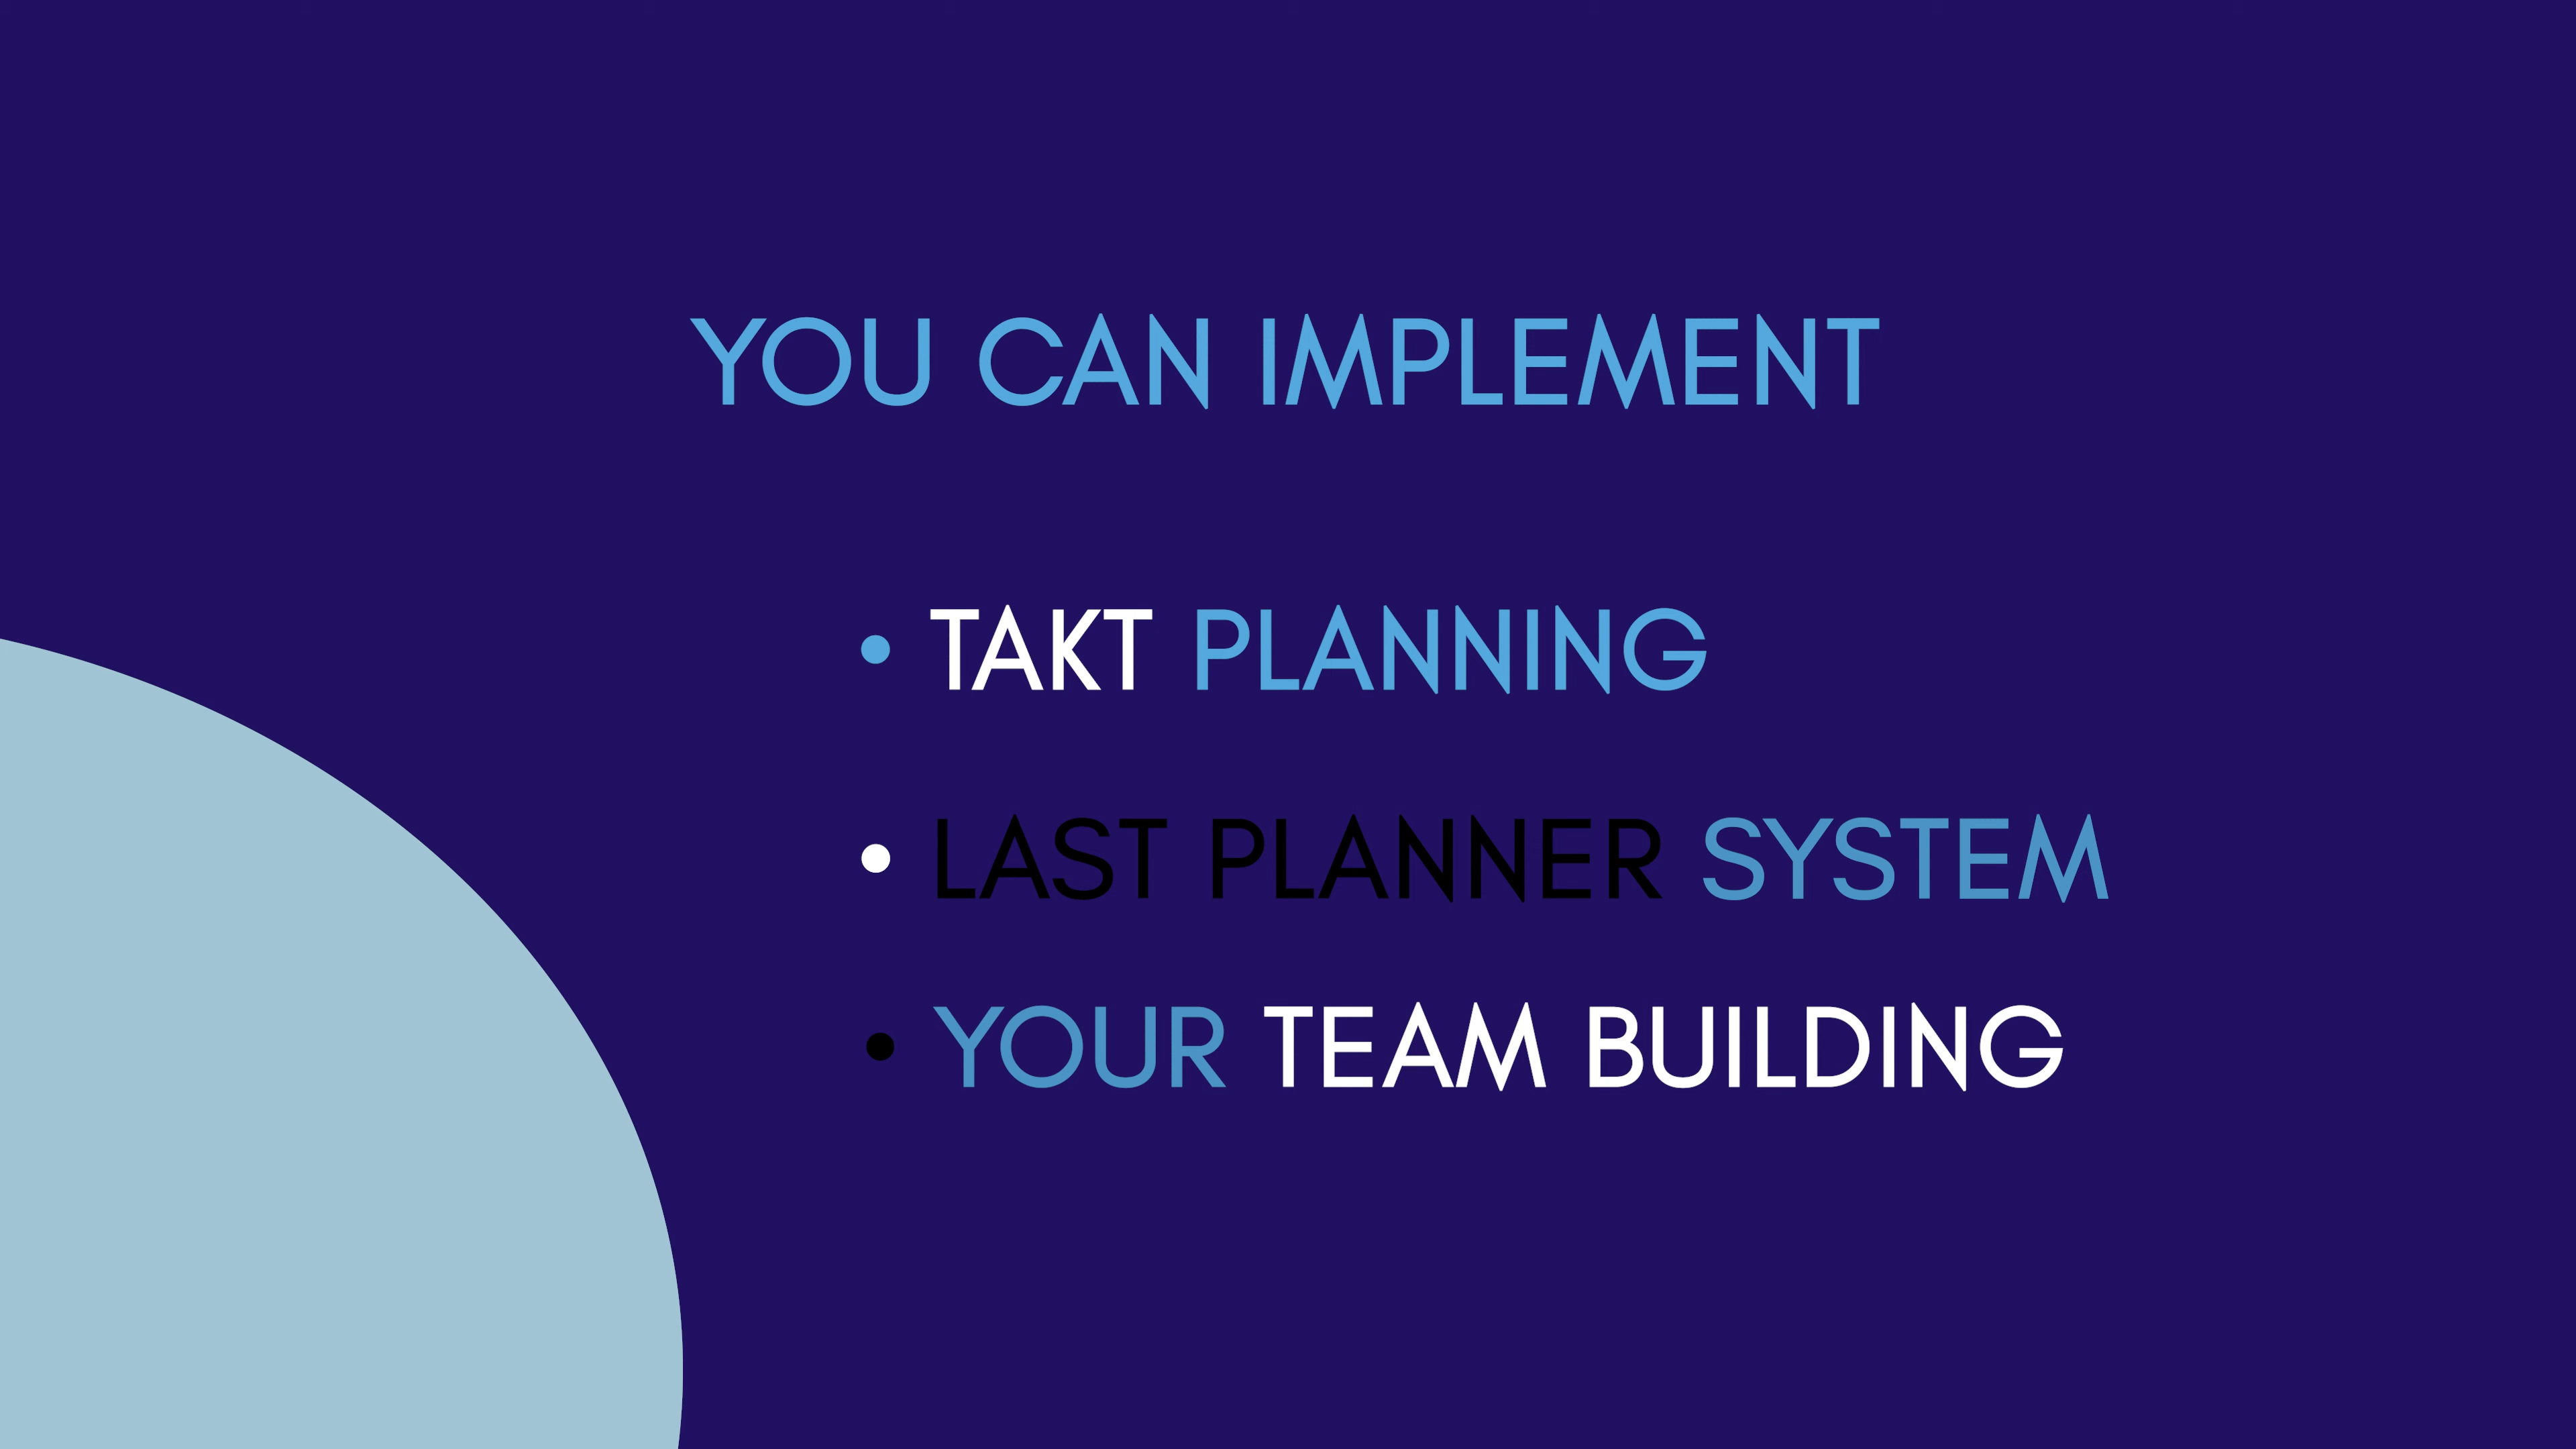 YOU CAN IMPLEMENT
• TAKT PLANNING
• LAST PLANNER SYSTEM
• YOUR TEAM BUILDING